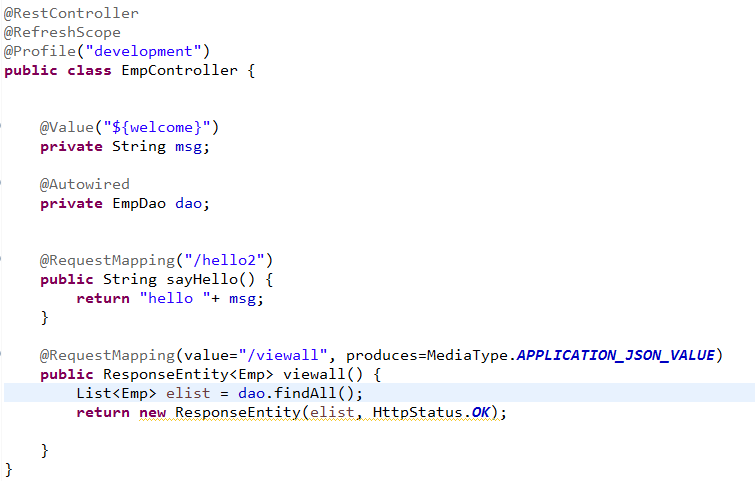 @RestController
@RefreshScope
@Profile("development")
public class EmpController {
@Value("${welcome}")
private String msg;
@Autowired
private EmpDao dao;
@RequestMapping("/hello2")
public String sayHello() {
return "hello "+ msg;
}
@RequestMapping(value="/viewall", produces=MediaType.APPLICATION_JSON_VALUE)
public ResponseEntity<Emp> viewall() {
List<Emp> elist = dao.findAll();
return new ResponseEntity(elist, HttpStatus.OK);
}
}